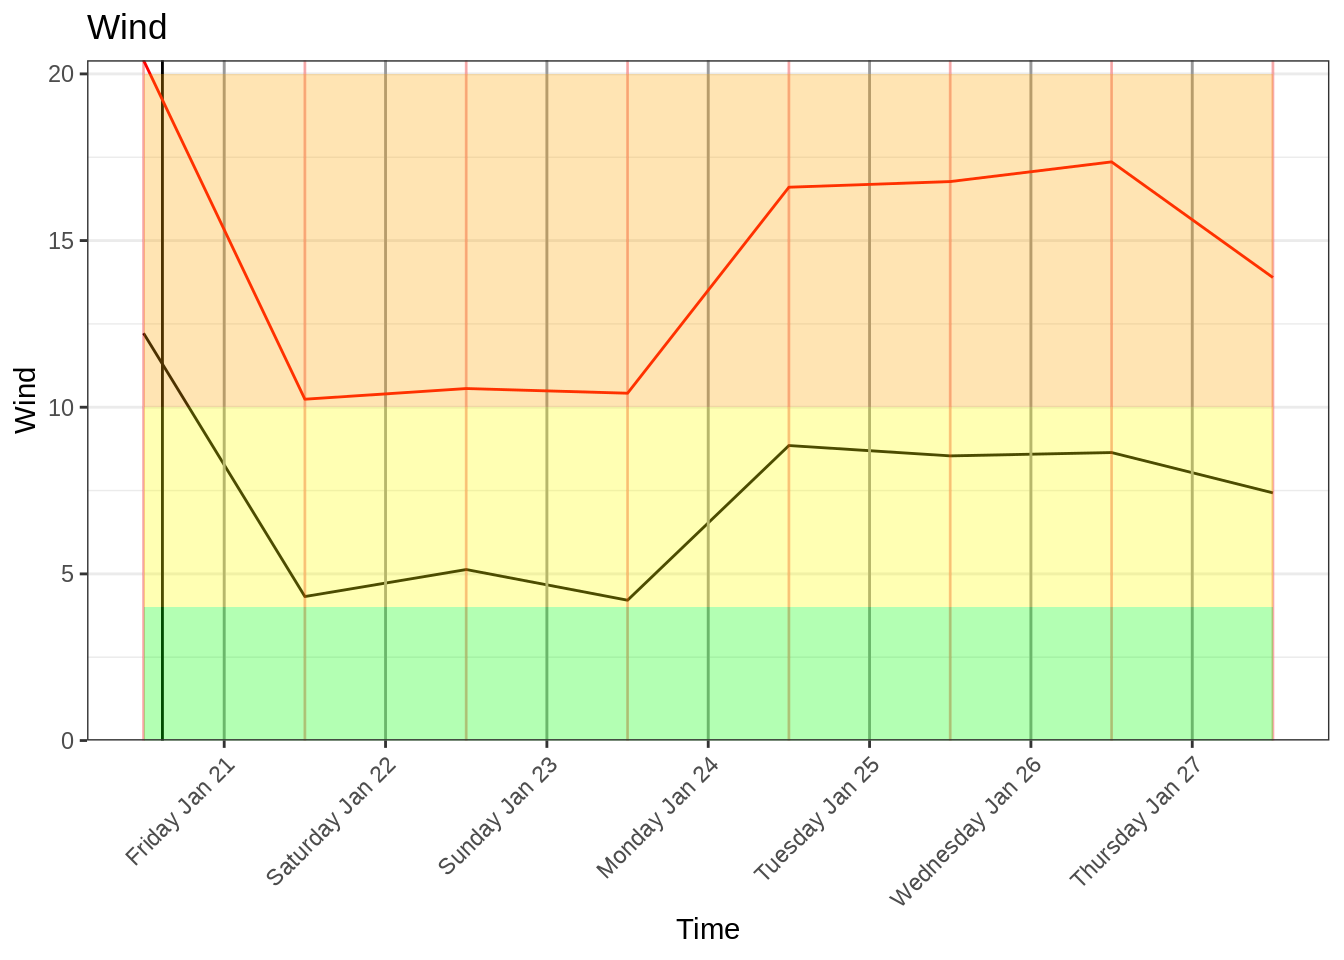 Wind
20
15
10
5
0
Wind
Friday Jan 21
Saturday Jan 22
Sunday Jan 23
Monday Jan 24
Tuesday Jan 25
Wednesday Jan 26
Thursday Jan 27
Time